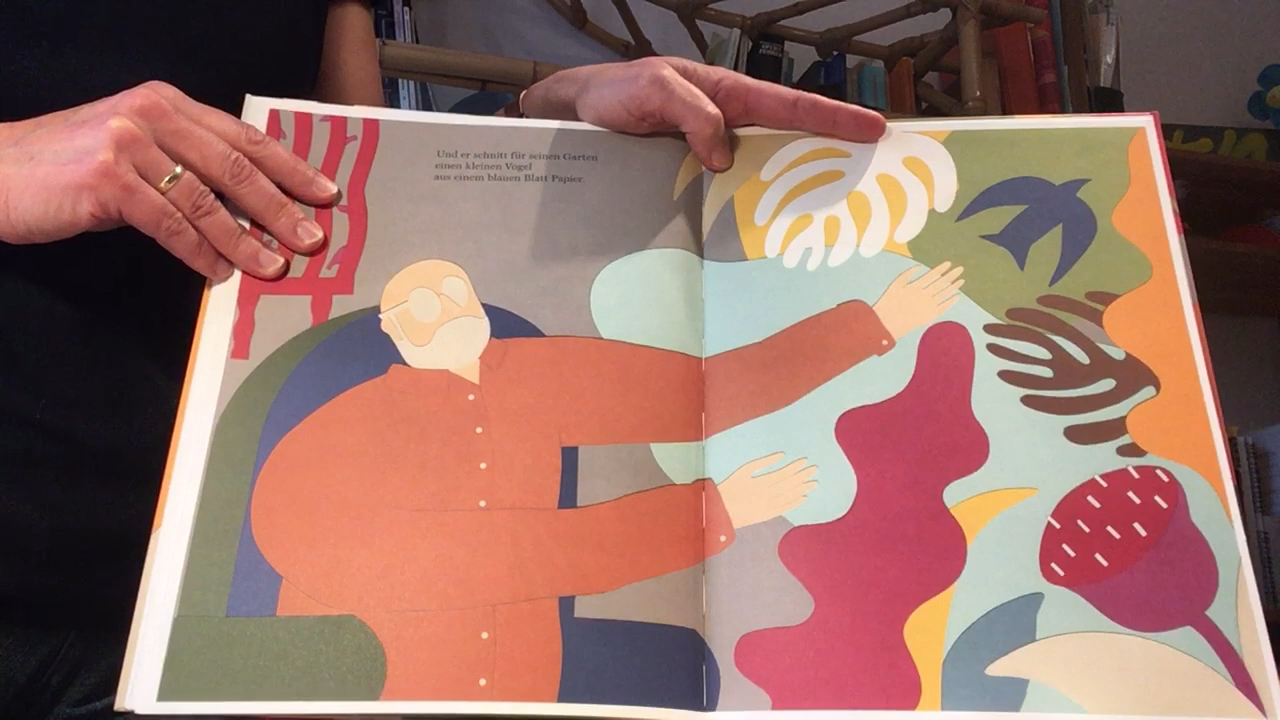 Und er schnitt für seinen Garten
einen kleinen Vogel
aus einem blauen Blatt Papier.